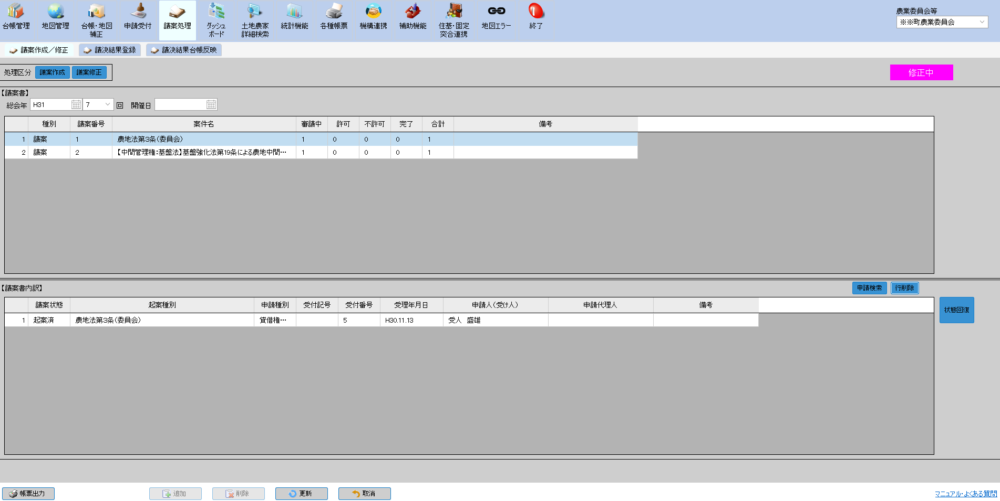 台帳管理
地図管理
台帳・地図
補正
申請受付
議案処理
ダッシュ
ボード
土地農家
詳細検索
統計機能
各種帳票
機構連携
補助機能
住基・固定
突合連携
地図エラー
終了
農業委員会等
※※町農業委員会
議案作成／修正
議決結果登録
議決結果台帳反映
処理区分 議案作成 議案修正
修正中
【議案書】
総会年 H31 7 回 開催日
種別 議案番号 案件名 審議中 許可 不許可 完了 合計 備考
1 議案 1 農地法第3条（委員会） 1 0 0 0 1
2 議案 2 【中間管理権：基盤法】基盤強化法第19条による農地中間… 1 0 0 0 1
【議案書内訳】
申請検索 行削除
議案状態 起案種別 申請種別 受付記号 受付番号 受理年月日 申請人（受け人） 申請代理人 備考
1 起案済 農地法第3条（委員会） 貸借権… 5 H30.11.13 受人　盛雄
状態回復
帳票出力 追加 削除 更新 取消
マニュアル・よくある質問